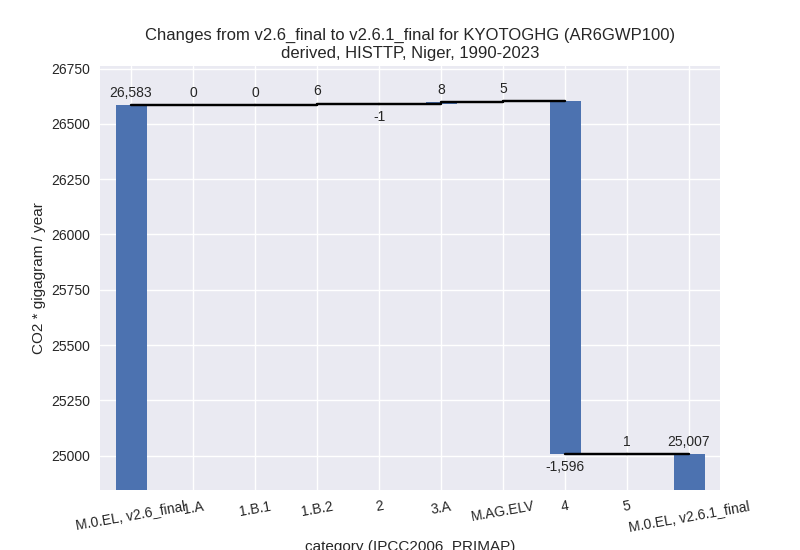 Changes from v2.6_final to v2.6.1_final for KYOTOGHG (AR6GWP100)
derived, HISTTP, Niger, 1990-2023
26750
26500
26250
26000
25750
25500
25250
25000
CO2 * gigagram / year
26,583
0
0
6
-1
8
5
-1,596
1
25,007
M.0.EL, v2.6_final
1.A
1.B.1
1.B.2
2
3.A
M.AG.ELV
4
5
M.0.EL, v2.6.1_final
category (IPCC2006_PRIMAP)